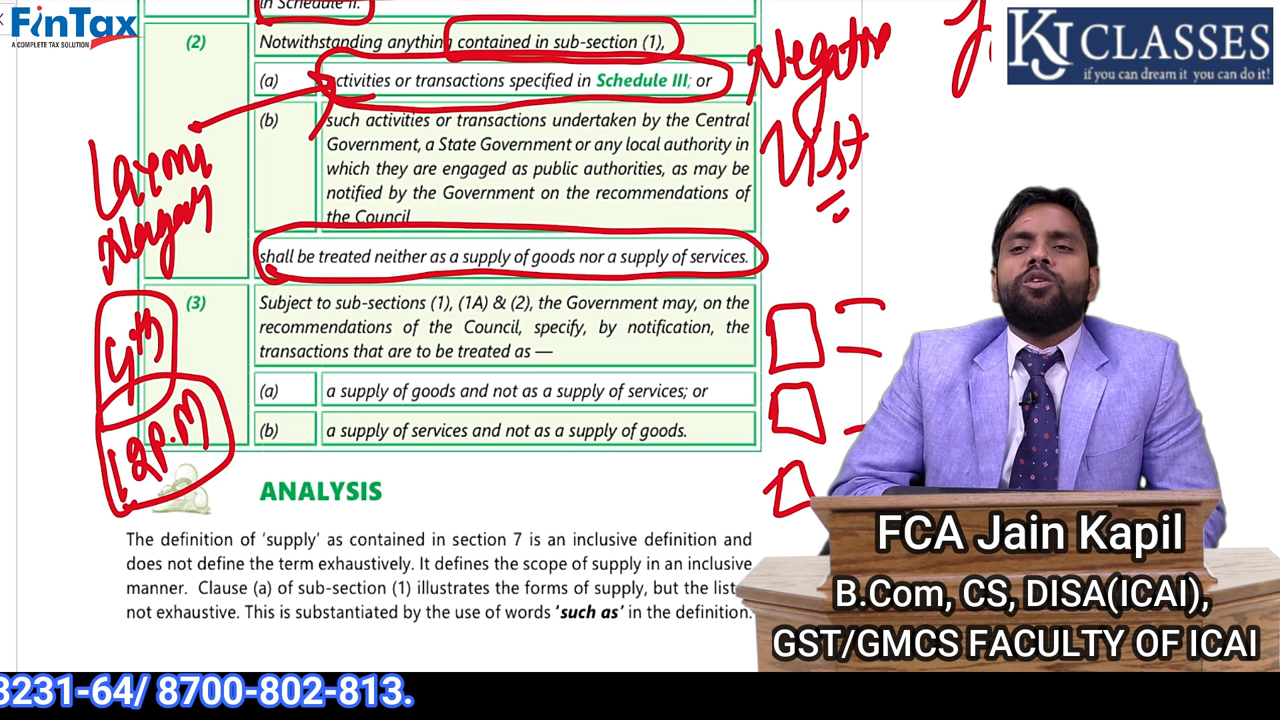 FinTax
A COMPLETE TAX SOLUTION
KJ CLASSES
if you can dream it you can do it!
in Schedule II.
(2) Notwithstanding anything contained in sub-section (1),
(a) activities or transactions specified in Schedule III; or
(b) such activities or transactions undertaken by the Central
Government, a State Government or any local authority in
which they are engaged as public authorities, as may be
notified by the Government on the recommendations of
the Council
shall be treated neither as a supply of goods nor a supply of services.
(3) Subject to sub-sections (1), (1A) & (2), the Government may, on the
recommendations of the Council, specify, by notification, the
transactions that are to be treated as —
(a) a supply of goods and not as a supply of services; or
(b) a supply of services and not as a supply of goods.
Negative
List
Laxmi
Nagar
12 P.M
ANALYSIS
The definition of ‘supply’ as contained in section 7 is an inclusive definition and
does not define the term exhaustively. It defines the scope of supply in an inclusive
manner. Clause (a) of sub-section (1) illustrates the forms of supply, but the list
not exhaustive. This is substantiated by the use of words ‘such as’ in the definition.
FCA Jain Kapil
B.Com, CS, DISA(ICAI),
GST/GMCS FACULTY OF ICAI
3231-64/ 8700-802-813.